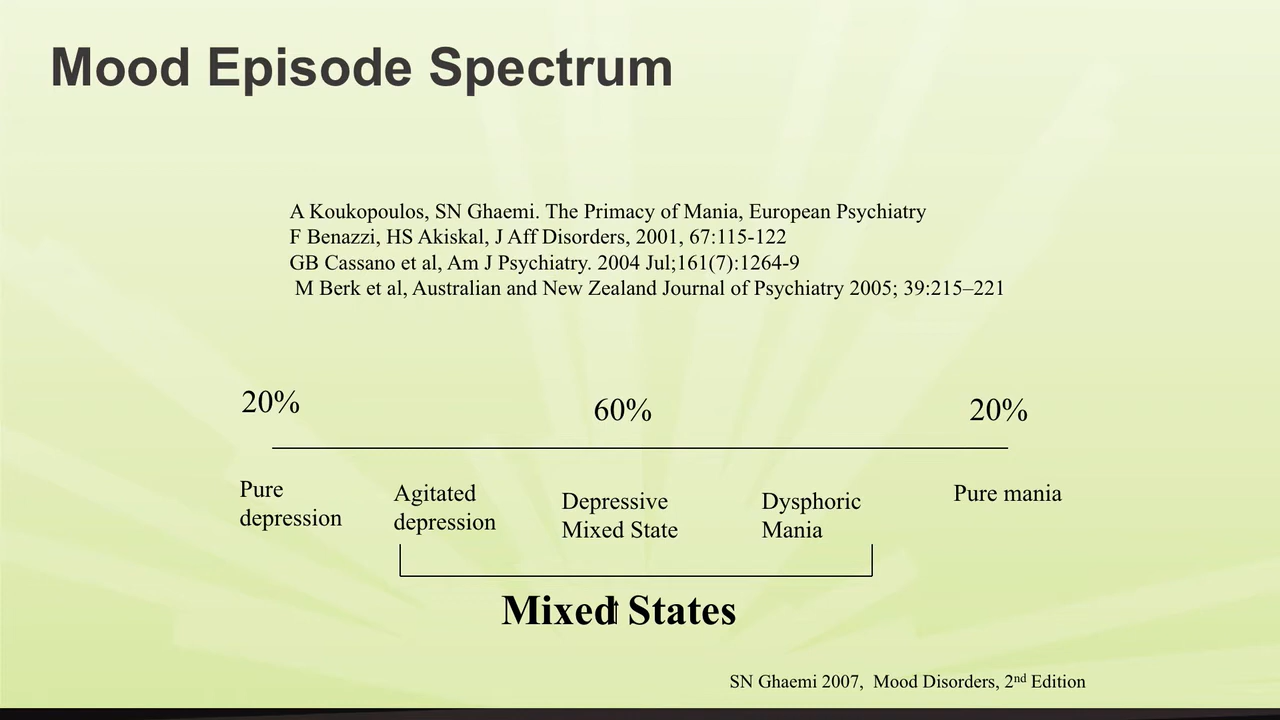 Mood Episode Spectrum
A Koukopoulos, SN Ghaemi. The Primacy of Mania, European Psychiatry
F Benazzi, HS Akiskal, J Aff Disorders, 2001, 67:115-122
GB Cassano et al, Am J Psychiatry. 2004 Jul;161(7):1264-9
M Berk et al, Australian and New Zealand Journal of Psychiatry 2005; 39:215–221
20%
60%
20%
Pure
depression
Agitated
depression
Depressive
Mixed State
Dysphoric
Mania
Pure mania
Mixed States
SN Ghaemi 2007, Mood Disorders, 2nd Edition